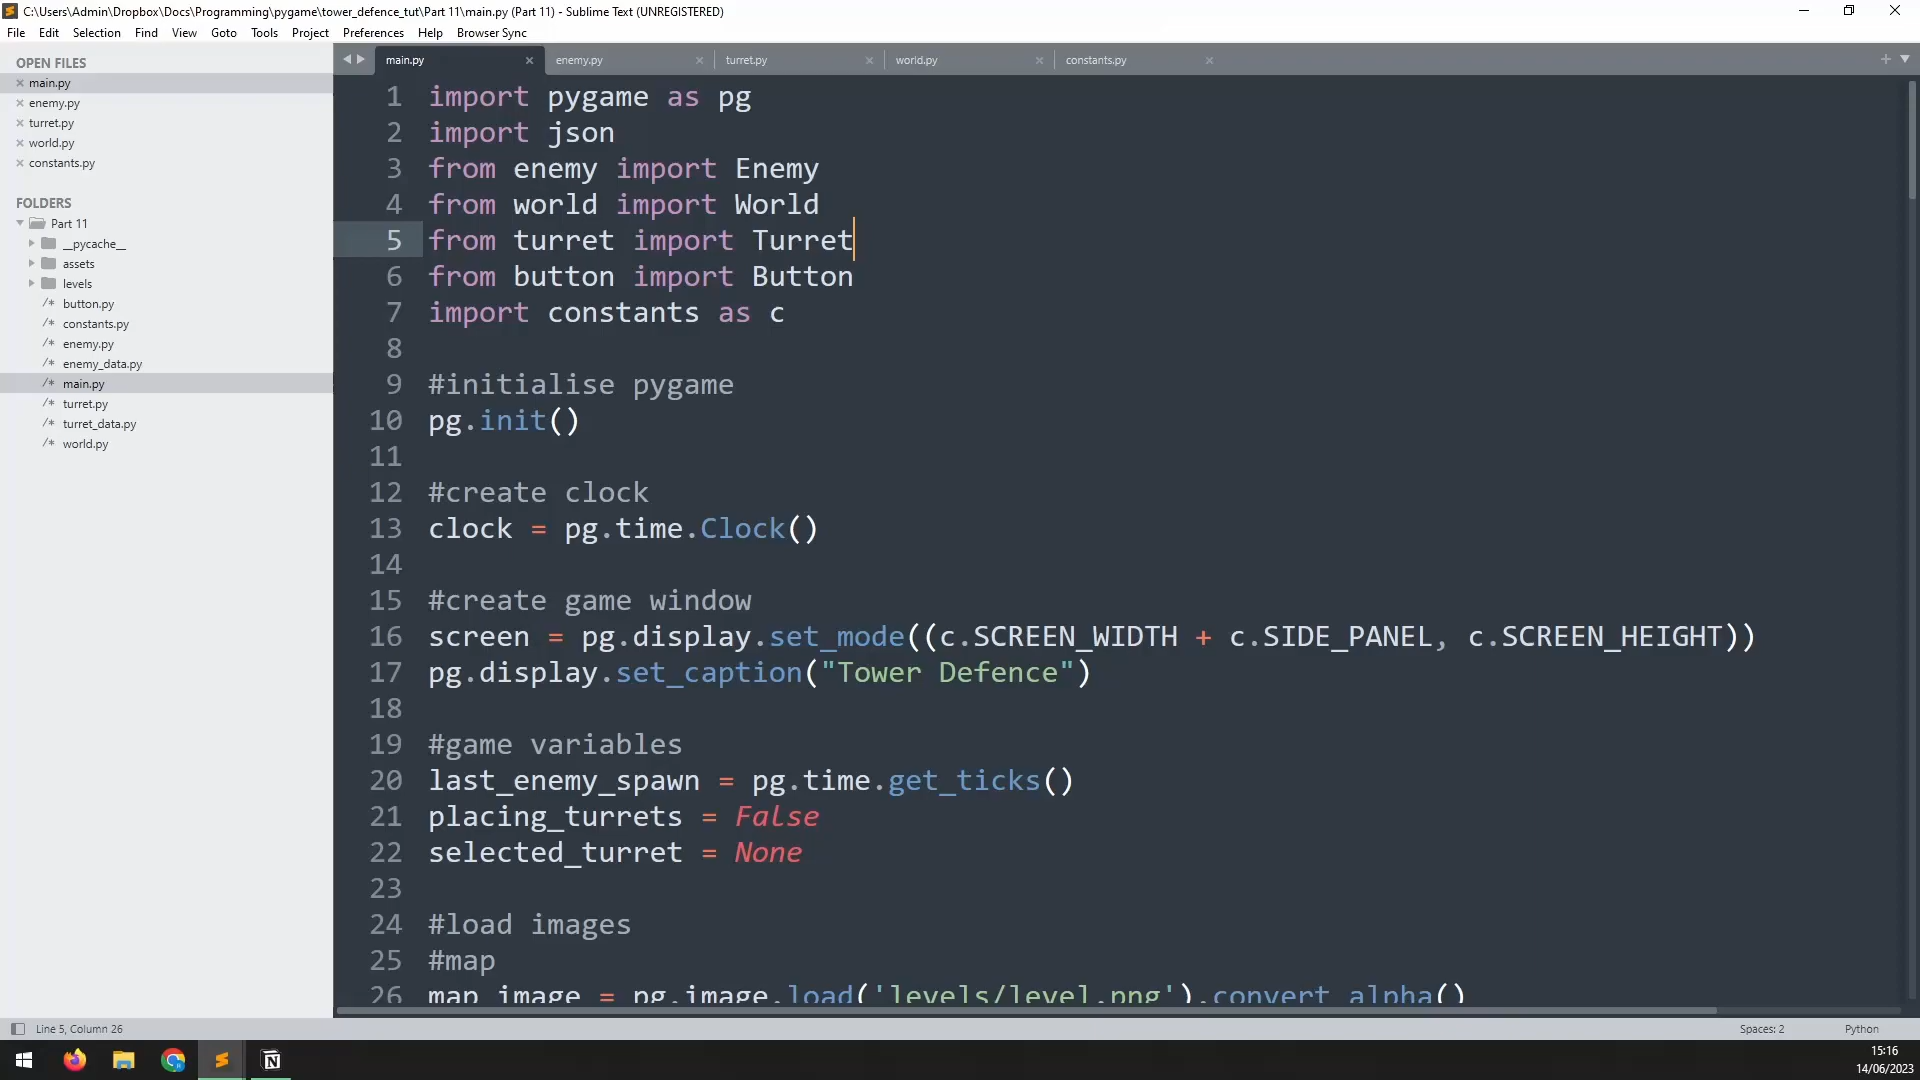 C:\Users\Admin\Dropbox\Docs\Programming\pygame\tower_defence_tut\Part 11\main.py (Part 11) - Sublime Text (UNREGISTERED)
File Edit Selection Find View Goto Tools Project Preferences Help Browser Sync
OPEN FILES
main.py
enemy.py
turret.py
world.py
constants.py
FOLDERS
Part 11
__pycache__
assets
levels
/* button.py
/* constants.py
/* enemy.py
/* enemy_data.py
/* main.py
/* turret.py
/* turret_data.py
/* world.py
main.py enemy.py turret.py world.py constants.py
1 import pygame as pg
2 import json
3 from enemy import Enemy
4 from world import World
5 from turret import Turret
6 from button import Button
7 import constants as c
8
9 #initialise pygame
10 pg.init()
11
12 #create clock
13 clock = pg.time.Clock()
14
15 #create game window
16 screen = pg.display.set_mode((c.SCREEN_WIDTH + c.SIDE_PANEL, c.SCREEN_HEIGHT))
17 pg.display.set_caption("Tower Defence")
18
19 #game variables
20 last_enemy_spawn = pg.time.get_ticks()
21 placing_turrets = False
22 selected_turret = None
23
24 #load images
25 #map
26 map_image = pg.image.load('levels/level.png').convert_alpha()
Line 5, Column 26
Spaces: 2
Python
15:16
14/06/2023